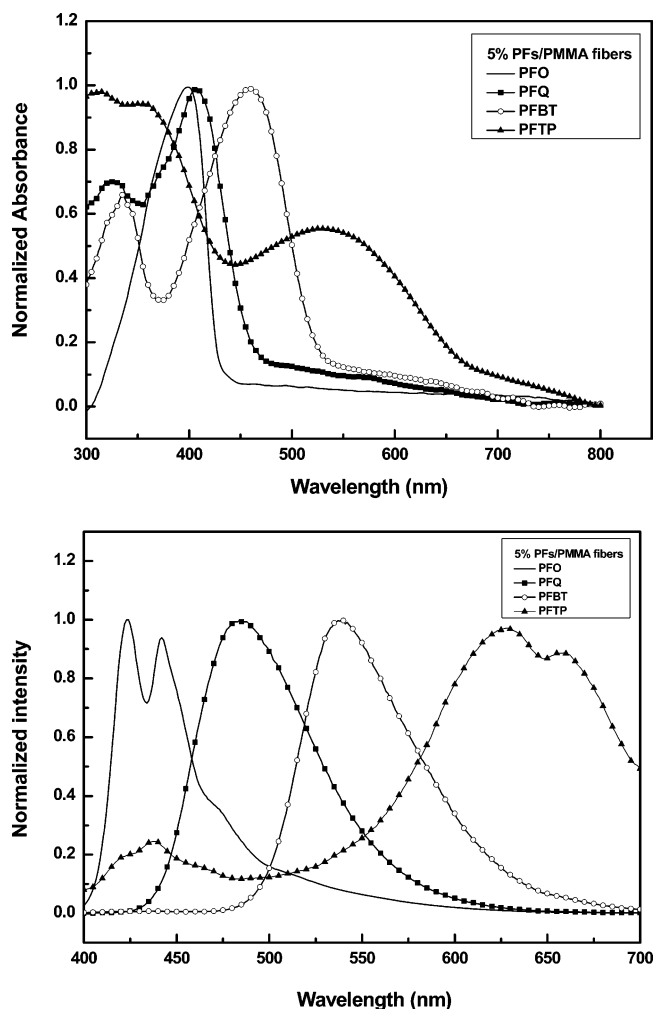 5% PFs/PMMA fibers
PFO
PFQ
PFBT
PFTP
Normalized Absorbance
1.2
1.0
0.8
0.6
0.4
0.2
0.0
300 400 500 600 700 800
Wavelength (nm)
5% PFs/PMMA fibers
PFO
PFQ
PFBT
PFTP
Normalized intensity
1.2
1.0
0.8
0.6
0.4
0.2
0.0
400 450 500 550 600 650 700
Wavelength (nm)